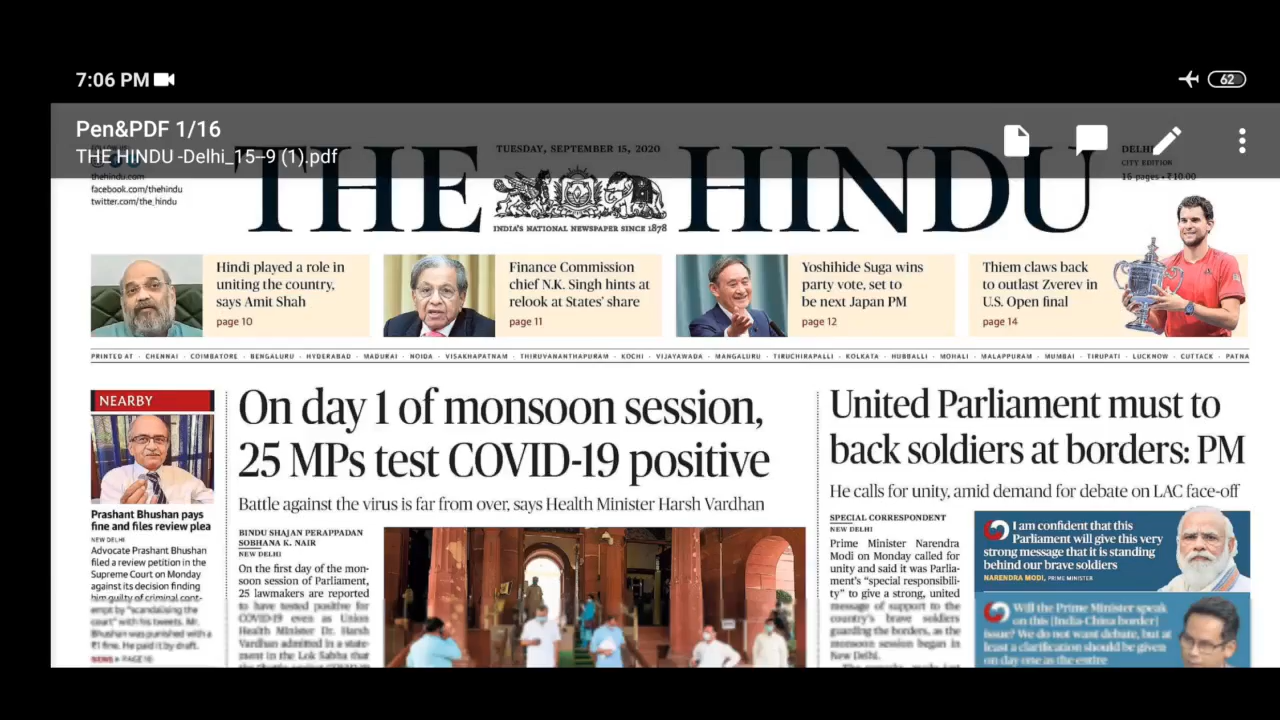 7:06 PM
62
Pen&PDF 1/16
THE HINDU -Delhi_15--9 (1).pdf
thehindu.com
facebook.com/thehindu
twitter.com/the_hindu
TUESDAY, SEPTEMBER 15, 2020
THE HINDU
INDIA'S NATIONAL NEWSPAPER SINCE 1878
DELHI
CITY EDITION
16 pages • ₹10.00
Hindi played a role in
uniting the country,
says Amit Shah
page 10
Finance Commission
chief N.K. Singh hints at
relook at States' share
page 11
Yoshihide Suga wins
party vote, set to
be next Japan PM
page 12
Thiem claws back
to outlast Zverev in
U.S. Open final
page 14
PRINTED AT · CHENNAI · COIMBATORE · BENGALURU · HYDERABAD · MADURAI · NOIDA · VISAKHAPATNAM · THIRUVANANTHAPURAM · KOCHI · VIJAYAWADA · MANGALURU · TIRUCHIRAPALLI · KOLKATA · HUBBALLI · MOHALI · MALAPPURAM · MUMBAI · TIRUPATI · LUCKNOW · CUTTACK · PATNA
NEARBY
Prashant Bhushan pays
fine and files review plea
NEW DELHI
Advocate Prashant Bhushan
filed a review petition in the
Supreme Court on Monday
against its decision finding
him guilty of criminal cont-
empt by "scandalising the
court" with his tweets. Mr.
Bhushan was punished with a
₹1 fine. He paid it by draft.
NEWS ▶ PAGE 10
On day 1 of monsoon session,
25 MPs test COVID-19 positive
Battle against the virus is far from over, says Health Minister Harsh Vardhan
BINDU SHAJAN PERAPPADAN
SOBHANA K. NAIR
NEW DELHI
On the first day of the mon-
soon session of Parliament,
25 lawmakers are reported
to have tested positive for
COVID-19 even as Union
Health Minister Dr. Harsh
Vardhan admitted in a state-
ment in the Lok Sabha that
United Parliament must to
back soldiers at borders: PM
He calls for unity, amid demand for debate on LAC face-off
SPECIAL CORRESPONDENT
NEW DELHI
Prime Minister Narendra
Modi on Monday called for
unity and said it was Parlia-
ment's "special responsibili-
ty" to give a strong, united
message of support to the
country's brave soldiers
guarding the borders, as the
monsoon session began in
New Delhi.
I am confident that this
Parliament will give this very
strong message that it is standing
behind our brave soldiers
NARENDRA MODI, PRIME MINISTER
Will the Prime Minister speak
on this [India-China border]
issue? We do not want debate, but at
least a clarification should be given
on day one as the entire